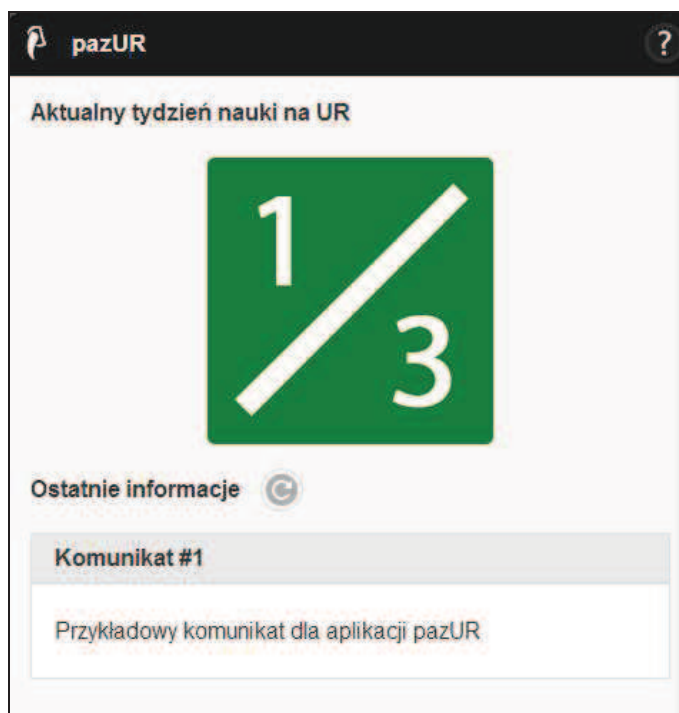 pazUR
?
Aktualny tydzień nauki na UR
1/3
Ostatnie informacje
Komunikat #1
Przykładowy komunikat dla aplikacji pazUR